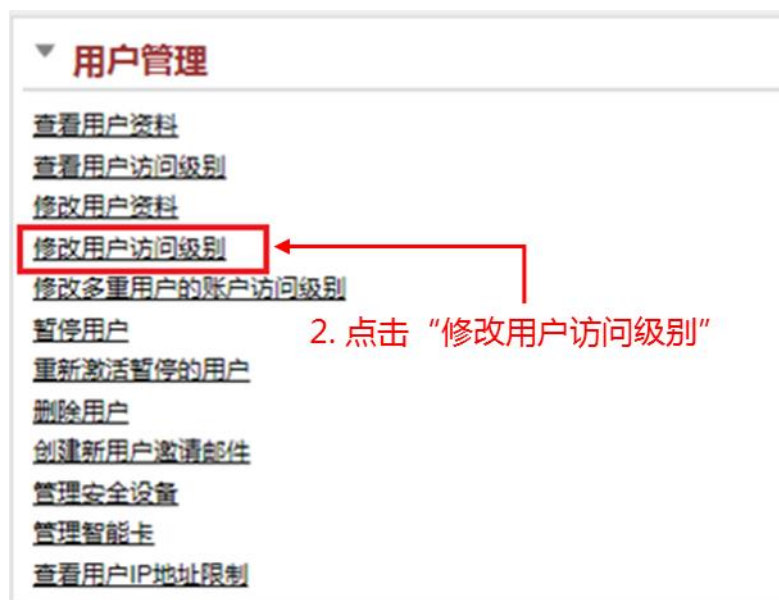 用户管理
查看用户资料
查看用户访问级别
修改用户资料
修改用户访问级别
修改多重用户的账户访问级别
暂停用户
2. 点击“修改用户访问级别”
重新激活暂停的用户
删除用户
创建新用户邀请邮件
管理安全设备
管理智能卡
查看用户IP地址限制